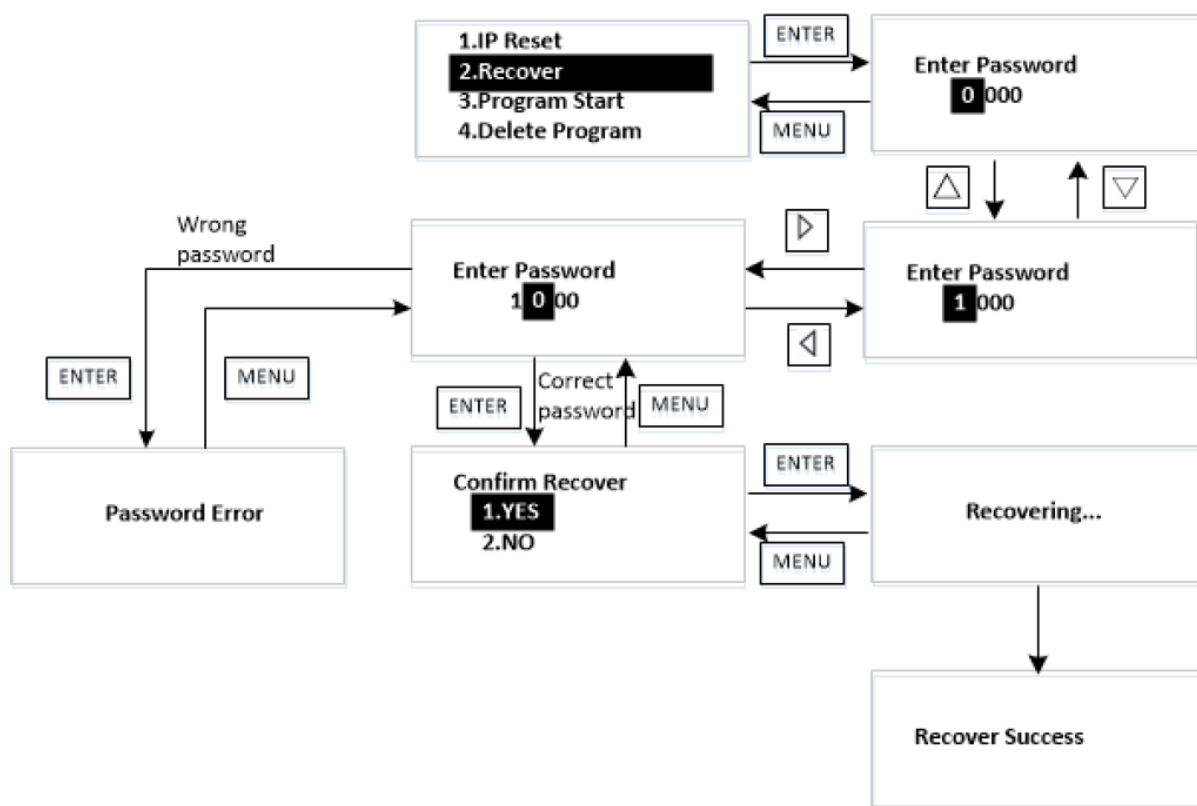 1.IP Reset
2.Recover
3.Program Start
4.Delete Program
ENTER
MENU
Enter Password
0000
Wrong
password
Enter Password
1000
Enter Password
1000
ENTER
MENU
ENTER
Correct
password
MENU
Password Error
Confirm Recover
1.YES
2.NO
ENTER
MENU
Recovering...
Recover Success